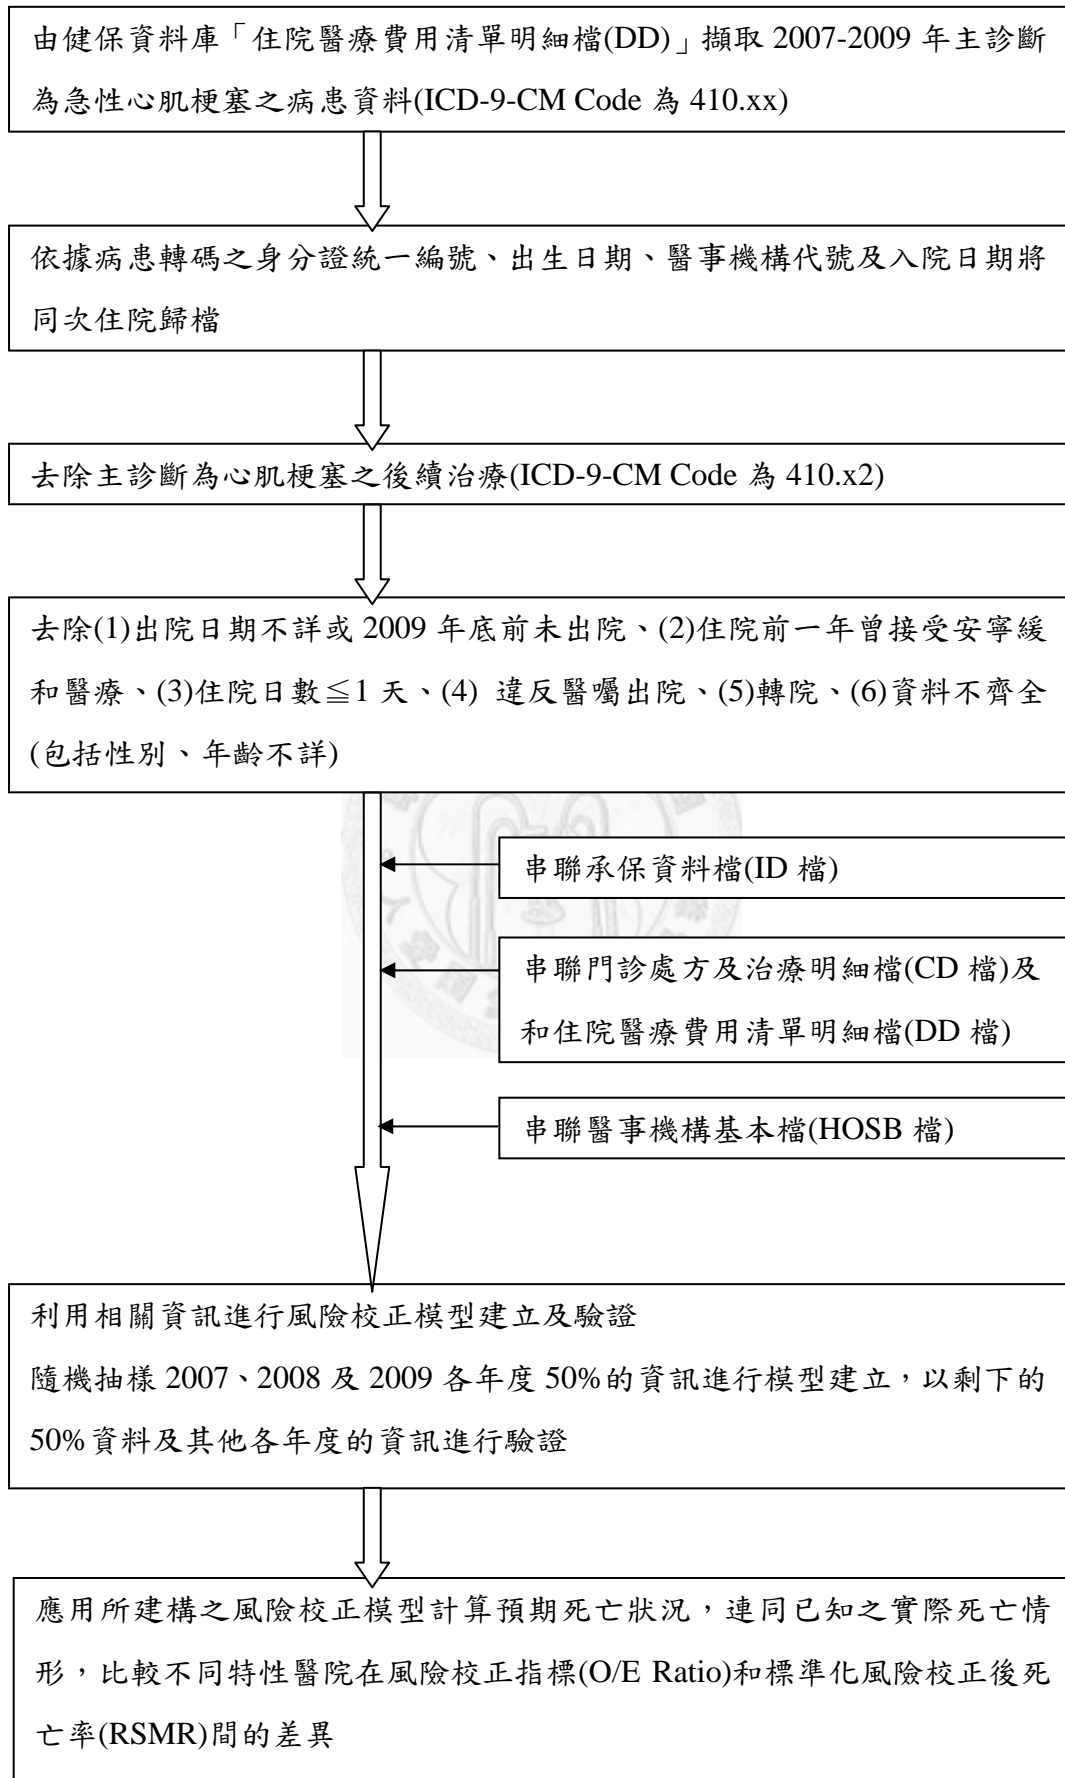 由健保資料庫「住院醫療費用清單明細檔(DD)」擷取 2007-2009 年主診斷
為急性心肌梗塞之病患資料(ICD-9-CM Code 為 410.xx)
依據病患轉碼之身分證統一編號、出生日期、醫事機構代號及入院日期將
同次住院歸檔
去除主診斷為心肌梗塞之後續治療(ICD-9-CM Code 為 410.x2)
去除(1)出院日期不詳或 2009 年底前未出院、(2)住院前一年曾接受安寧緩
和醫療、(3)住院日數≦1 天、(4) 違反醫囑出院、(5)轉院、(6)資料不齊全
(包括性別、年齡不詳)
串聯承保資料檔(ID 檔)
串聯門診處方及治療明細檔(CD 檔)及
和住院醫療費用清單明細檔(DD 檔)
串聯醫事機構基本檔(HOSB 檔)
利用相關資訊進行風險校正模型建立及驗證
隨機抽樣 2007、2008 及 2009 各年度 50%的資訊進行模型建立，以剩下的
50%資料及其他各年度的資訊進行驗證
應用所建構之風險校正模型計算預期死亡狀況，連同已知之實際死亡情
形，比較不同特性醫院在風險校正指標(O/E Ratio)和標準化風險校正後死
亡率(RSMR)間的差異